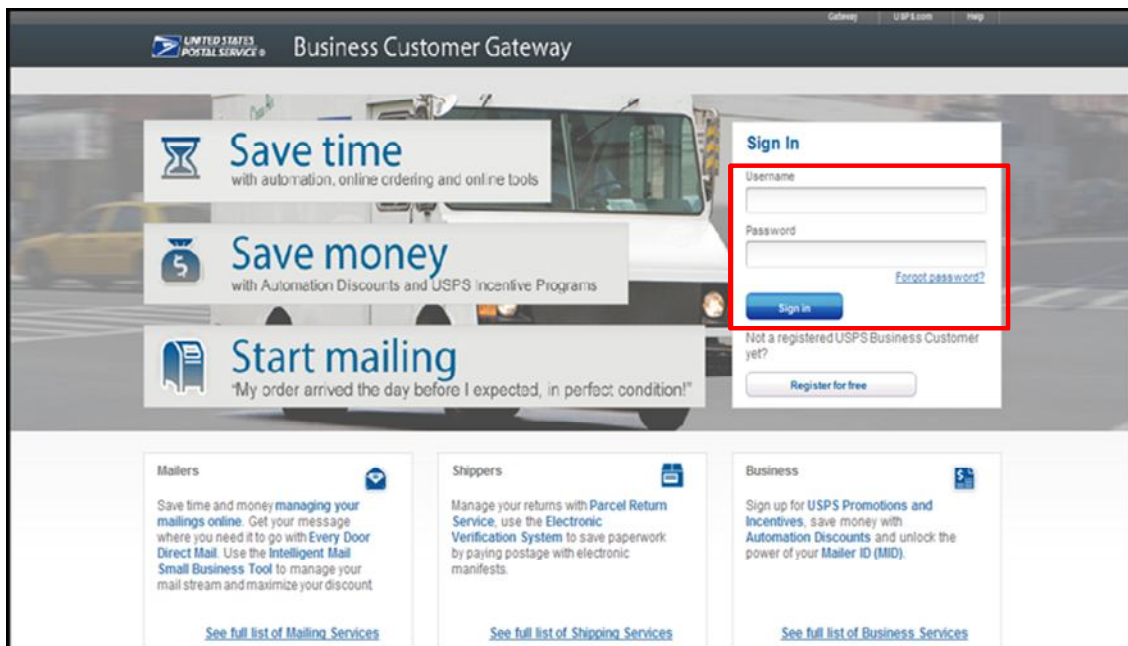 Gateway USPS.com Help
UNITED STATES
POSTAL SERVICE ®
Business Customer Gateway
Save time
with automation, online ordering and online tools
Save money
with Automation Discounts and USPS Incentive Programs
Start mailing
"My order arrived the day before I expected, in perfect condition!"
Sign In
Username
Password
Forgot password?
Sign in
Not a registered USPS Business Customer
yet?
Register for free
Mailers
Save time and money managing your
mailings online. Get your message
where you need it to go with Every Door
Direct Mail. Use the Intelligent Mail
Small Business Tool to manage your
mail stream and maximize your discount
See full list of Mailing Services
Shippers
Manage your returns with Parcel Return
Service, use the Electronic
Verification System to save paperwork
by paying postage with electronic
manifests.
See full list of Shipping Services
Business
Sign up for USPS Promotions and
Incentives, save money with
Automation Discounts and unlock the
power of your Mailer ID (MID).
See full list of Business Services